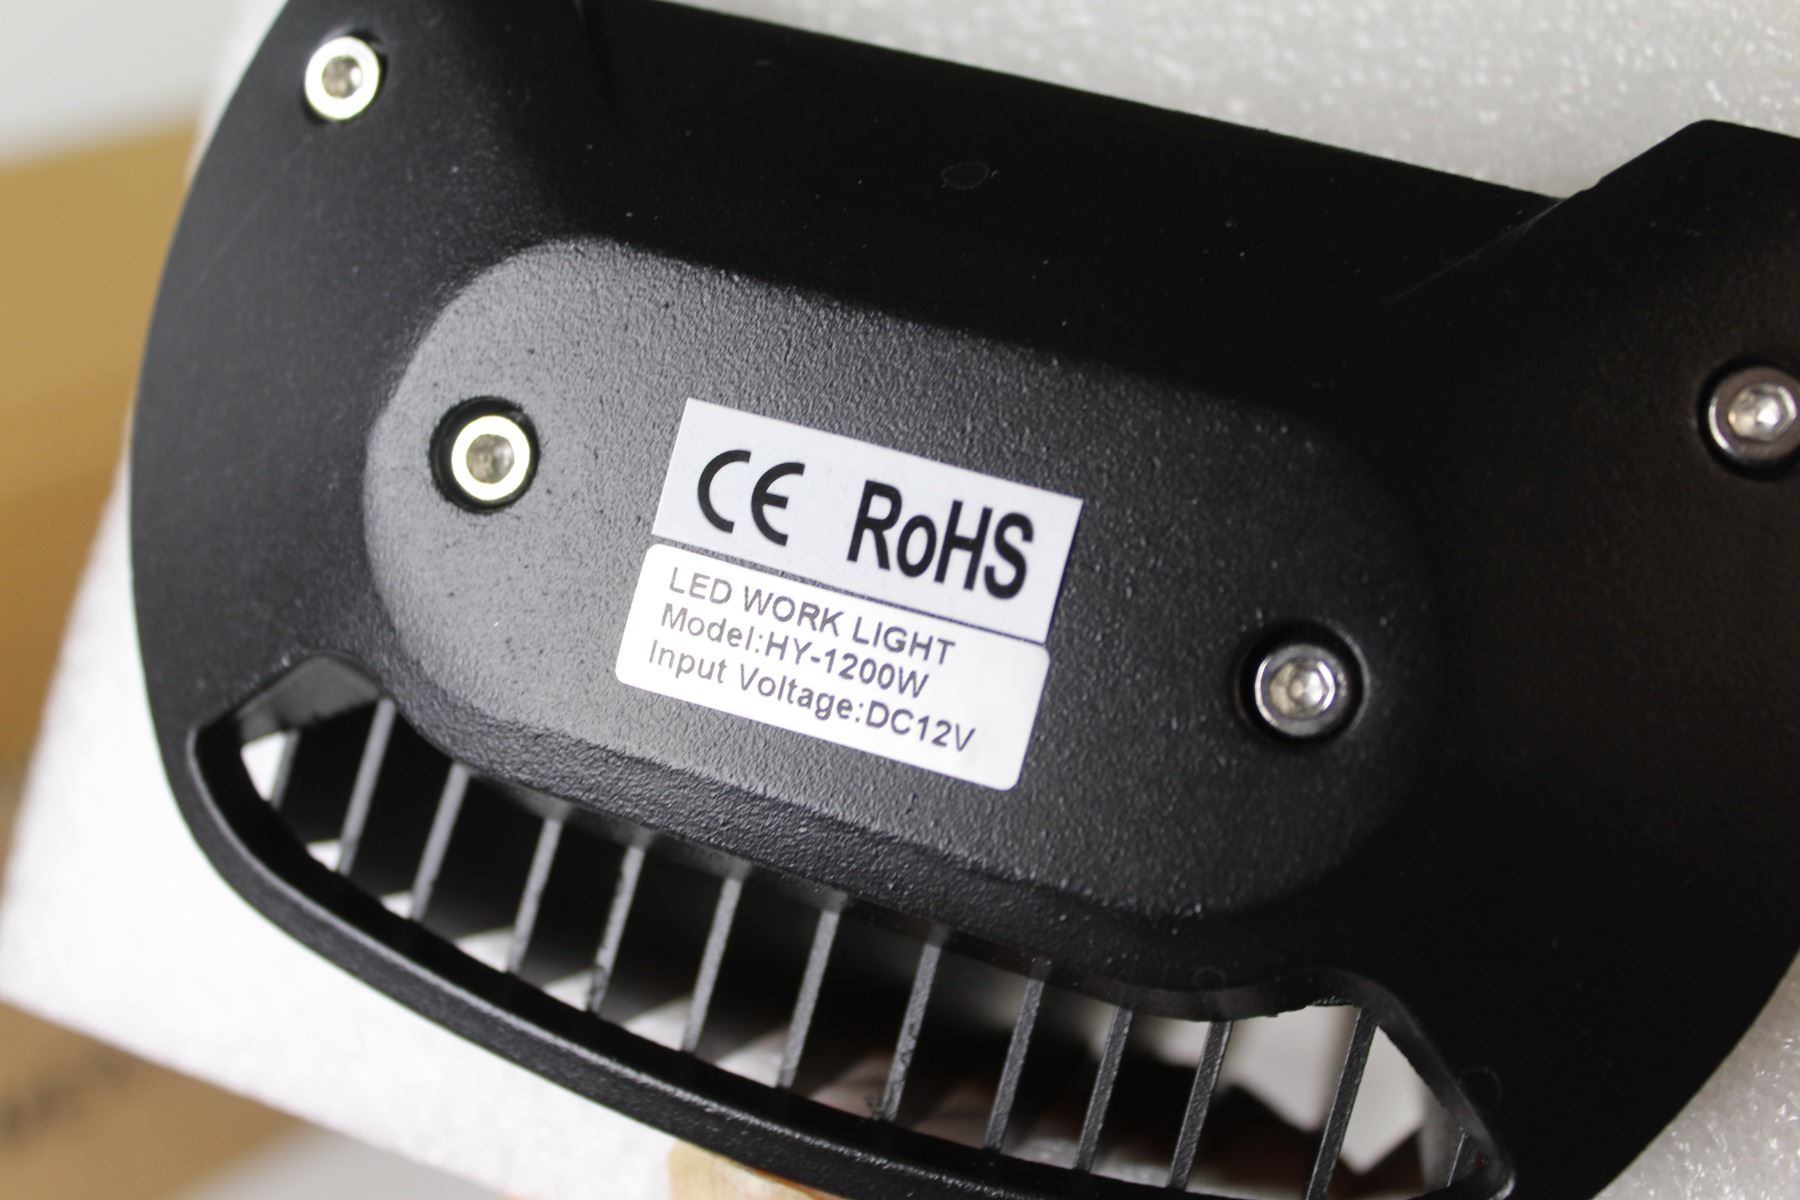 CE RoHS
LED WORK LIGHT
Model:HY-1200W
Input Voltage:DC12V